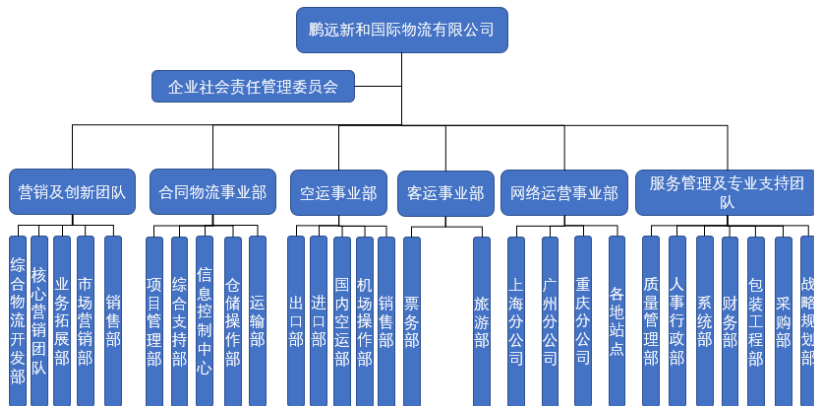 鹏远新和国际物流有限公司
企业社会责任管理委员会
营销及创新团队
合同物流事业部
空运事业部
客运事业部
网络运营事业部
服务管理及专业支持团
队
综合物流开发部
核心营销团队
业务拓展部
市场营销部
销售部
项目管理部
综合支持部
信息控制中心
仓储操作部
运输部
出口部
进口部
国内空运部
机场操作部
销售部
票务部
旅游部
上海分公司
广州分公司
重庆分公司
各地站点
质量管理部
人事行政部
系统部
财务部
包装工程部
采购部
战略规划部